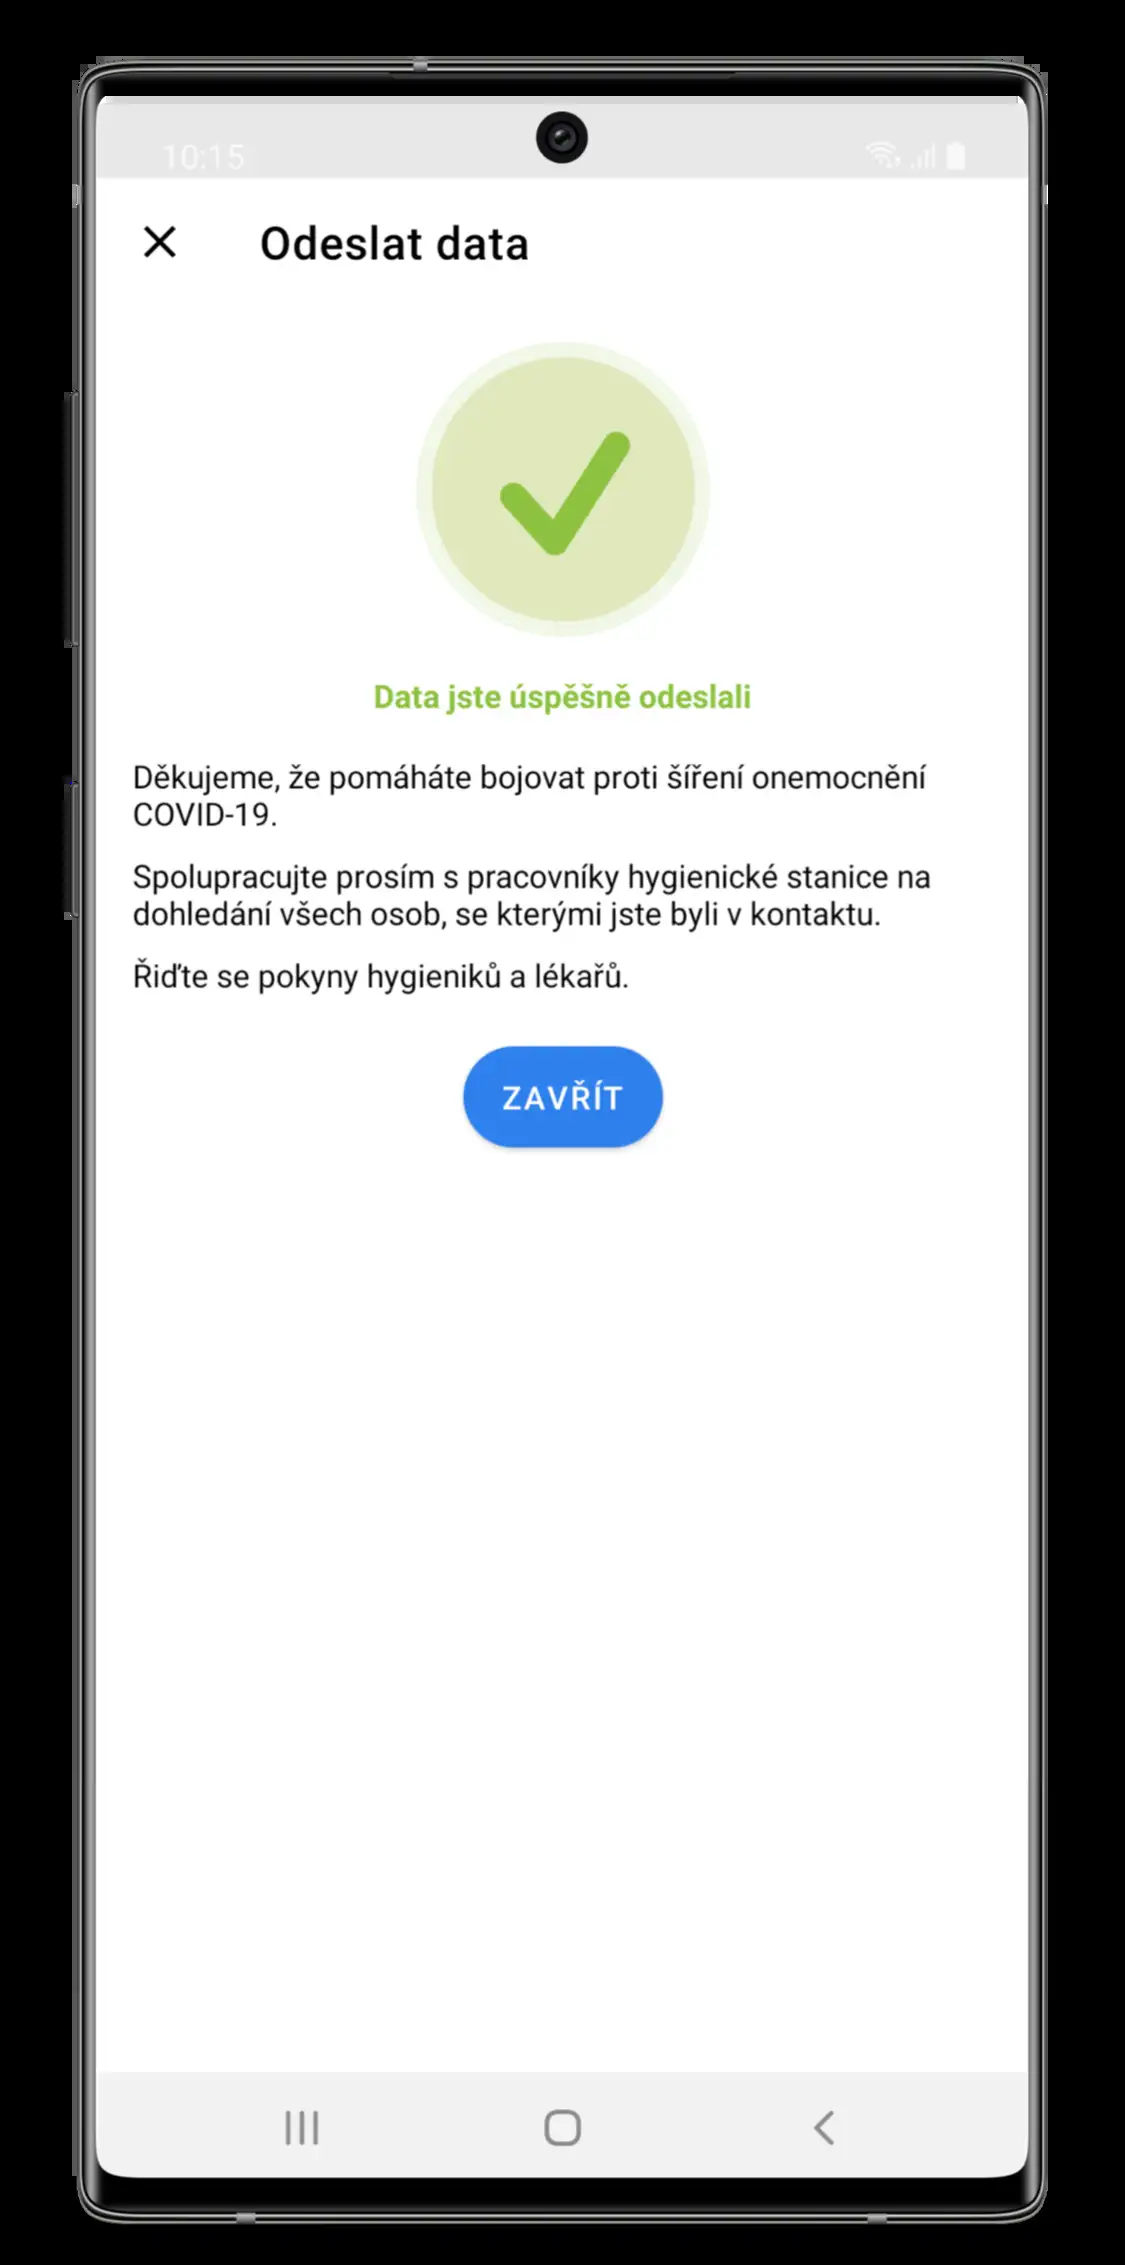 10:15
Odeslat data
Data jste úspěšně odeslali
Děkujeme, že pomáháte bojovat proti šíření onemocnění
COVID-19.
Spolupracujte prosím s pracovníky hygienické stanice na
dohledání všech osob, se kterými jste byli v kontaktu.
Řiďte se pokyny hygieniků a lékařů.
ZAVŘÍT